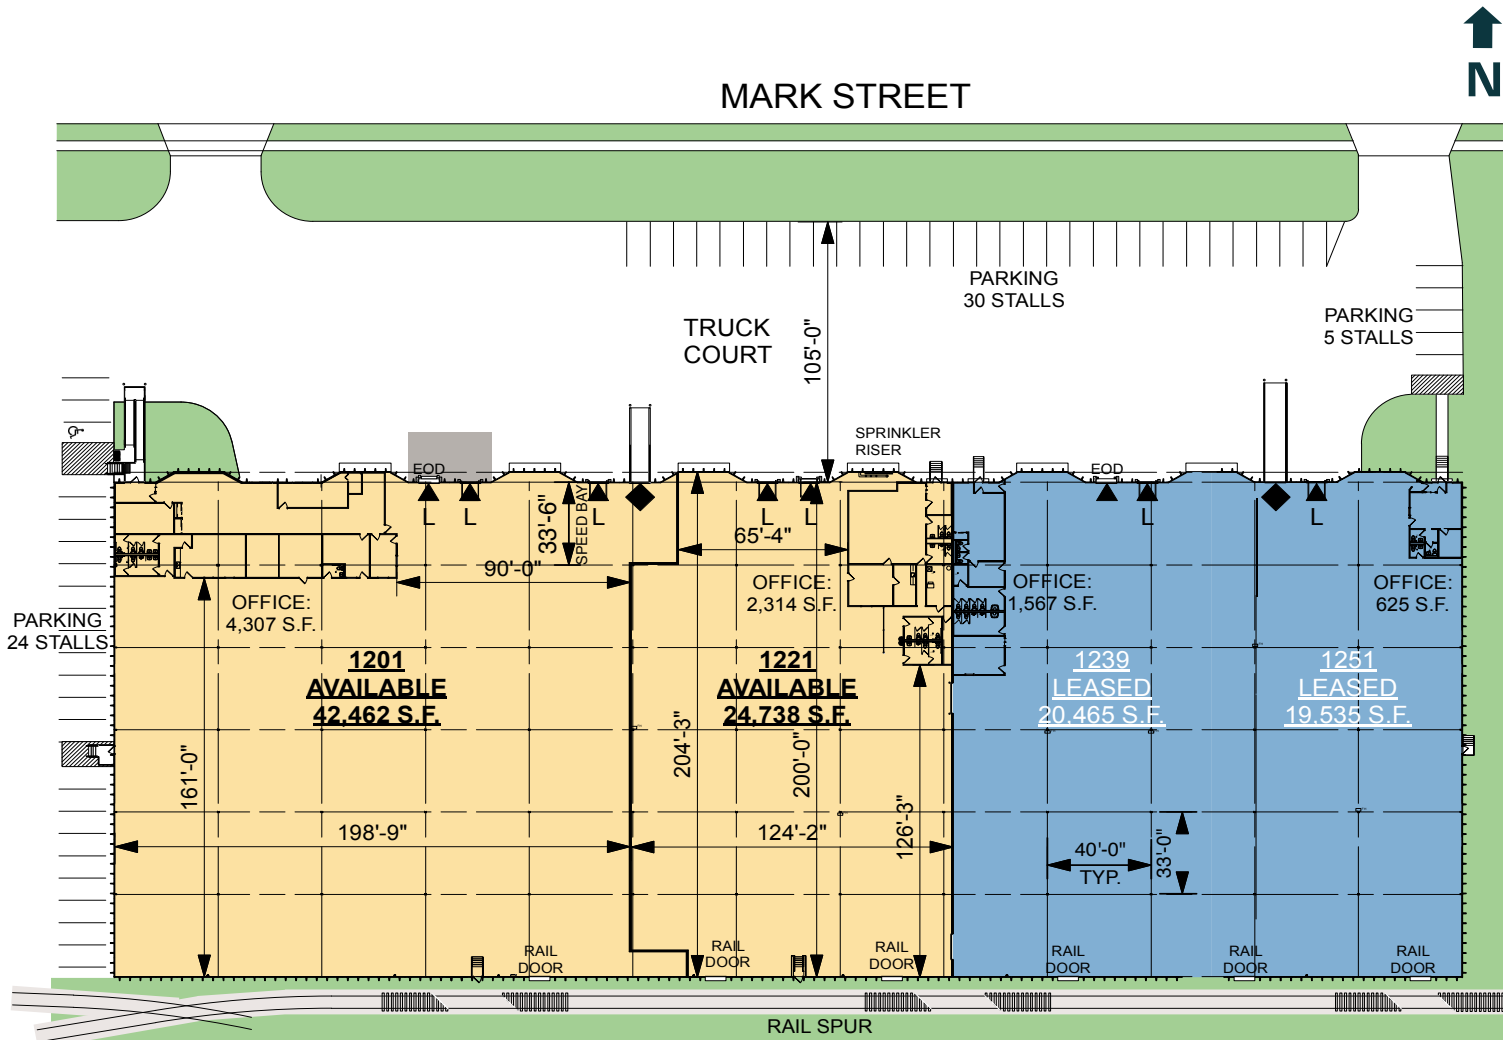 N
MARK STREET
PARKING
30 STALLS
PARKING
5 STALLS
TRUCK
COURT
105'-0"
SPRINKLER
RISER
EOD
EOD
L
L
L
L
L
L
L
33'-6"
SPEED BAY
65'-4"
90'-0"
OFFICE:
4,307 S.F.
OFFICE:
2,314 S.F.
OFFICE:
1,567 S.F.
OFFICE:
625 S.F.
PARKING
24 STALLS
1201
AVAILABLE
42,462 S.F.
1221
AVAILABLE
24,738 S.F.
1239
LEASED
20,465 S.F.
1251
LEASED
19,535 S.F.
161'-0"
204'-3"
200'-0"
126'-3"
198'-9"
124'-2"
40'-0"
TYP.
33'-0"
RAIL
DOOR
RAIL
DOOR
RAIL
DOOR
RAIL
DOOR
RAIL
DOOR
RAIL
DOOR
RAIL SPUR